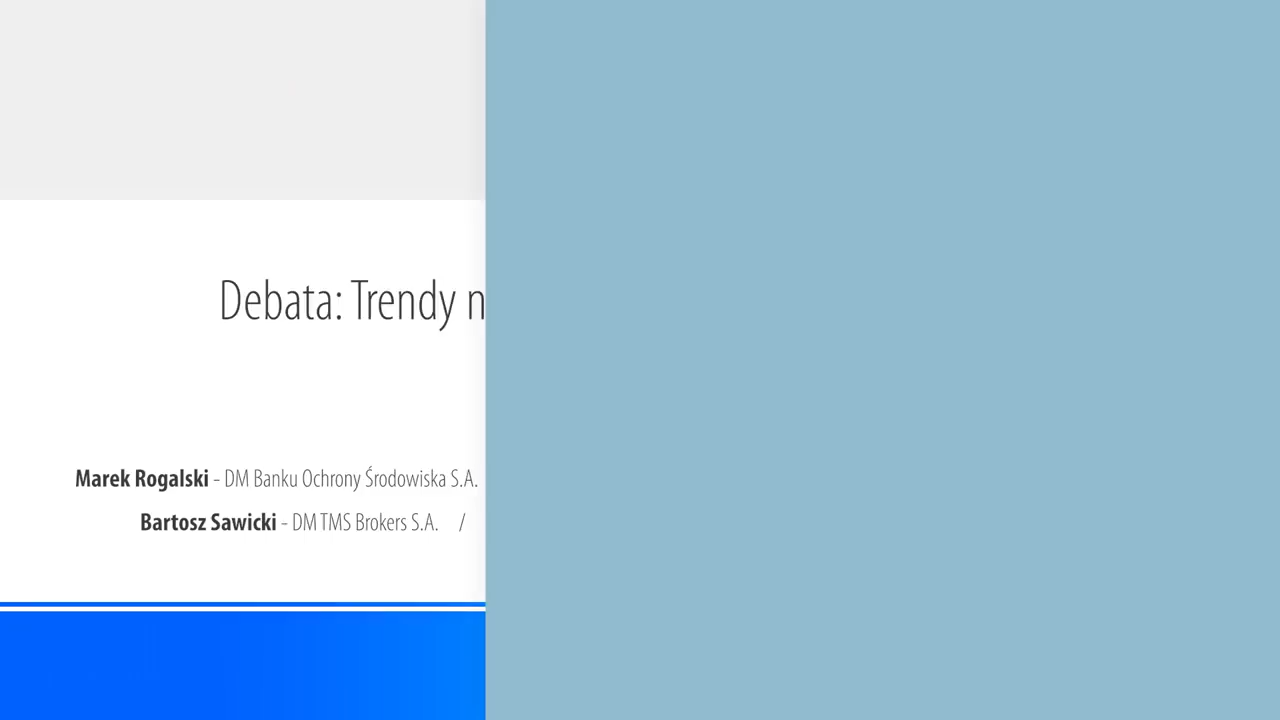 Debata: Trendy n
Marek Rogalski - DM Banku Ochrony Środowiska S.A.
Bartosz Sawicki - DM TMS Brokers S.A. /